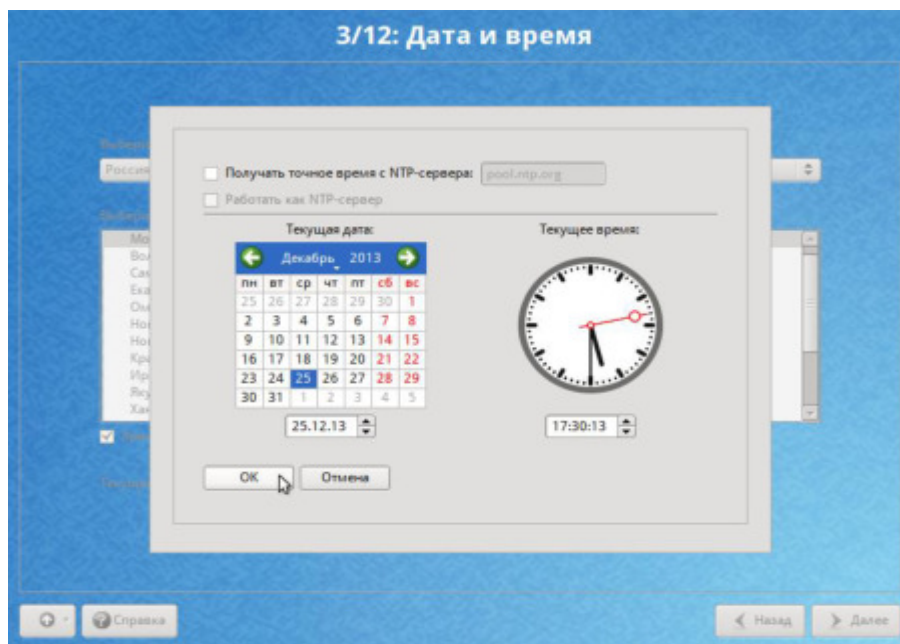 3/12: Дата и время
Россия
Получать точное время с NTP-сервера: pool.ntp.org
Работать как NTP-сервер
Текущая дата:
Текущее время:
Декабрь 2013
пн вт ср чт пт сб вс
25 26 27 28 29 30 1
2 3 4 5 6 7 8
9 10 11 12 13 14 15
16 17 18 19 20 21 22
23 24 25 26 27 28 29
30 31 1 2 3 4 5
25.12.13
17:30:13
ОК
Отмена
Справка
Назад
Далее